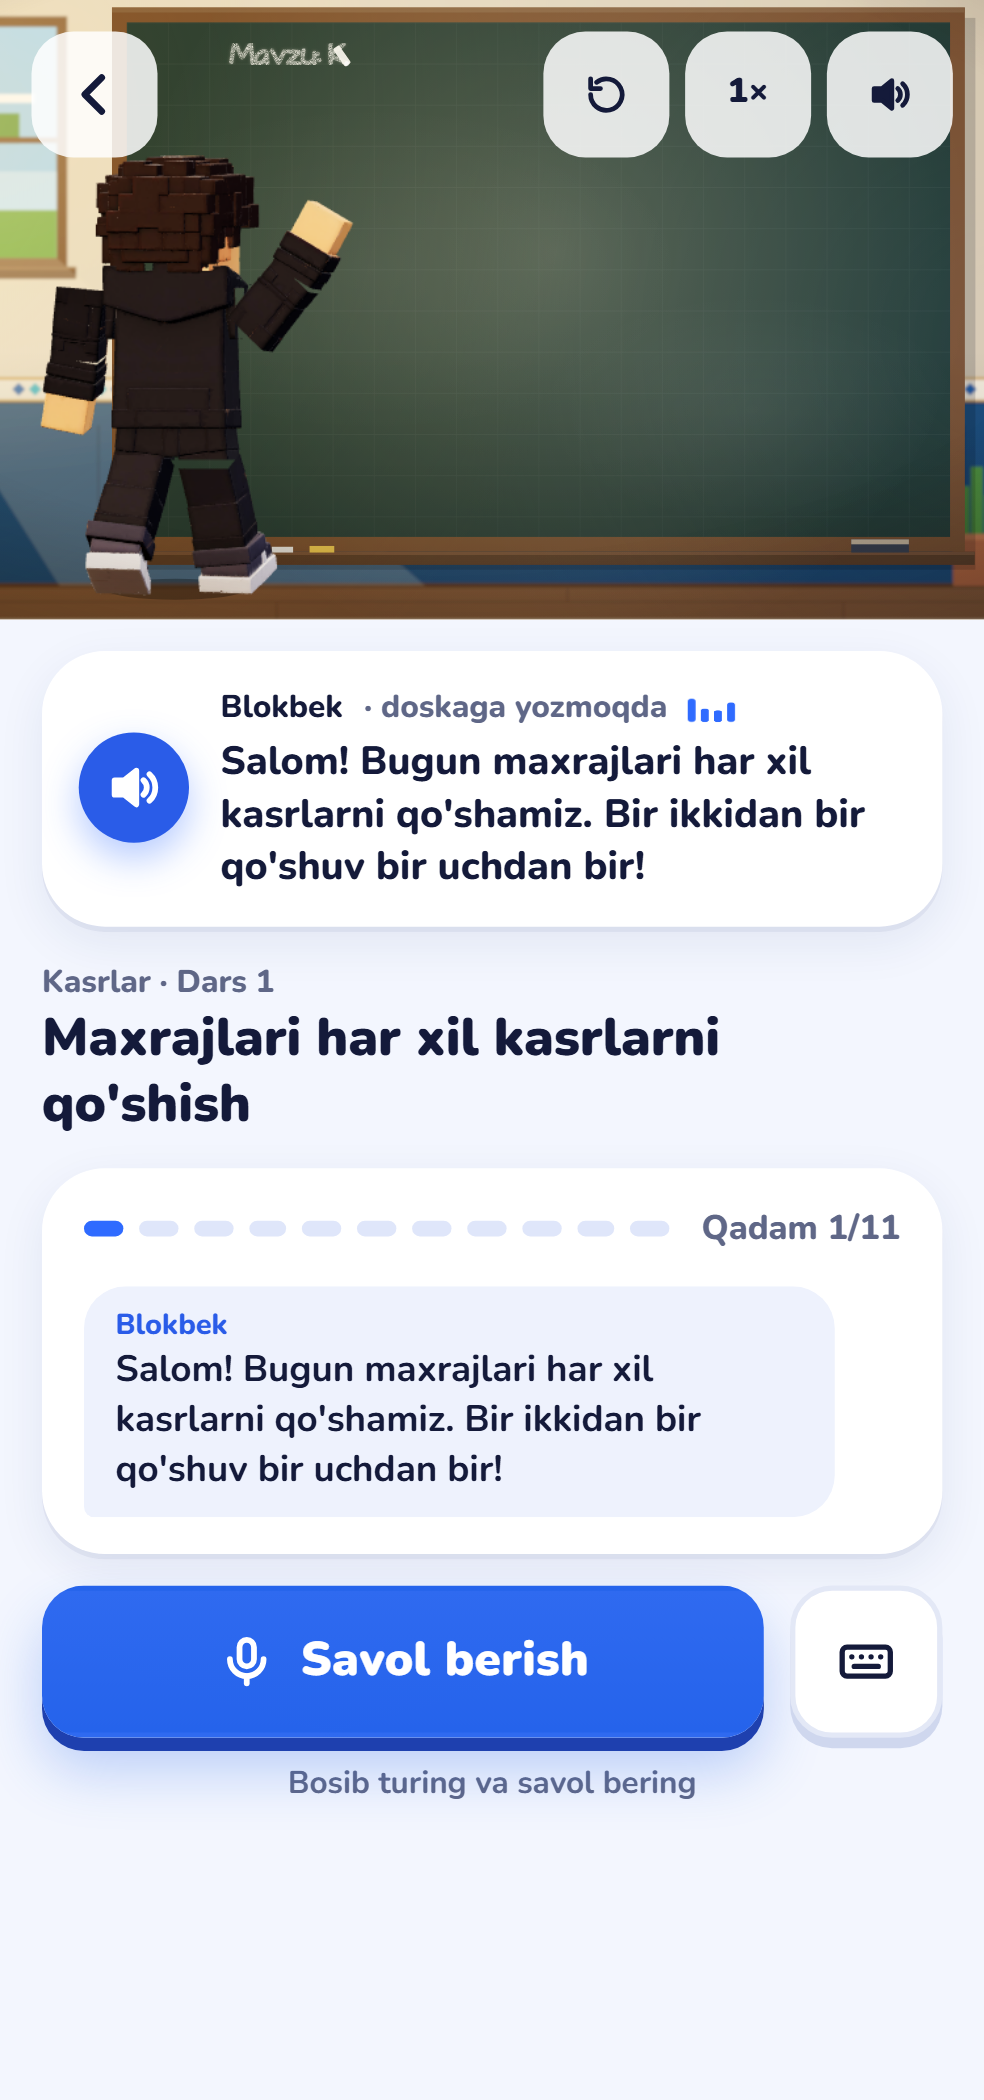 Mavzu: K
1×
Blokbek · doskaga yozmoqda
Salom! Bugun maxrajlari har xil
kasrlarni qo'shamiz. Bir ikkidan bir
qo'shuv bir uchdan bir!
Kasrlar · Dars 1
Maxrajlari har xil kasrlarni
qo'shish
Qadam 1/11
Blokbek
Salom! Bugun maxrajlari har xil
kasrlarni qo'shamiz. Bir ikkidan bir
qo'shuv bir uchdan bir!
Savol berish
Bosib turing va savol bering